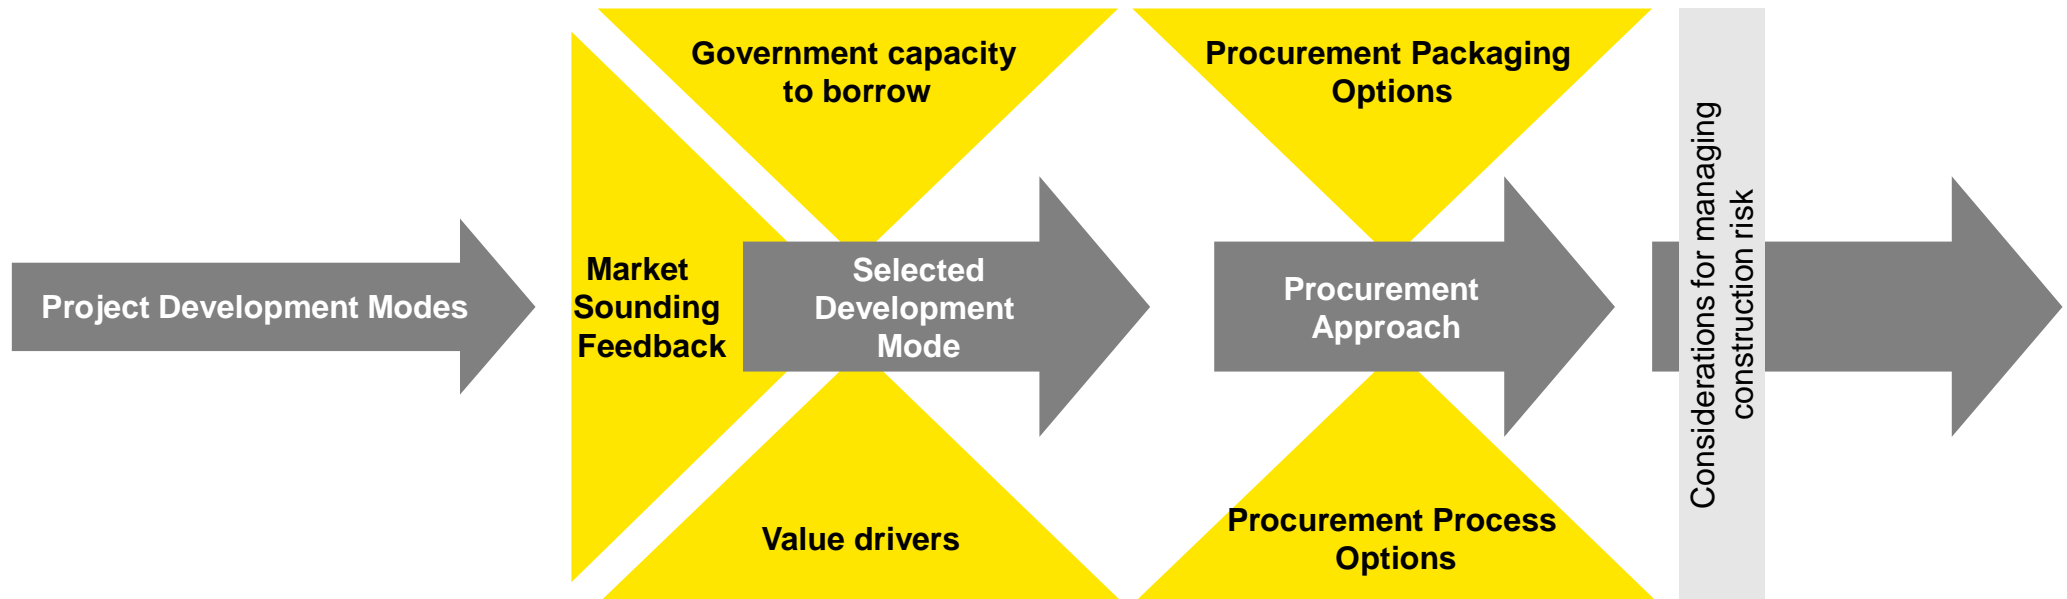 Project Development Modes
Market
Sounding
Feedback
Government capacity
to borrow
Selected
Development
Mode
Value drivers
Procurement Packaging
Options
Procurement
Approach
Procurement Process
Options
Considerations for managing
construction risk